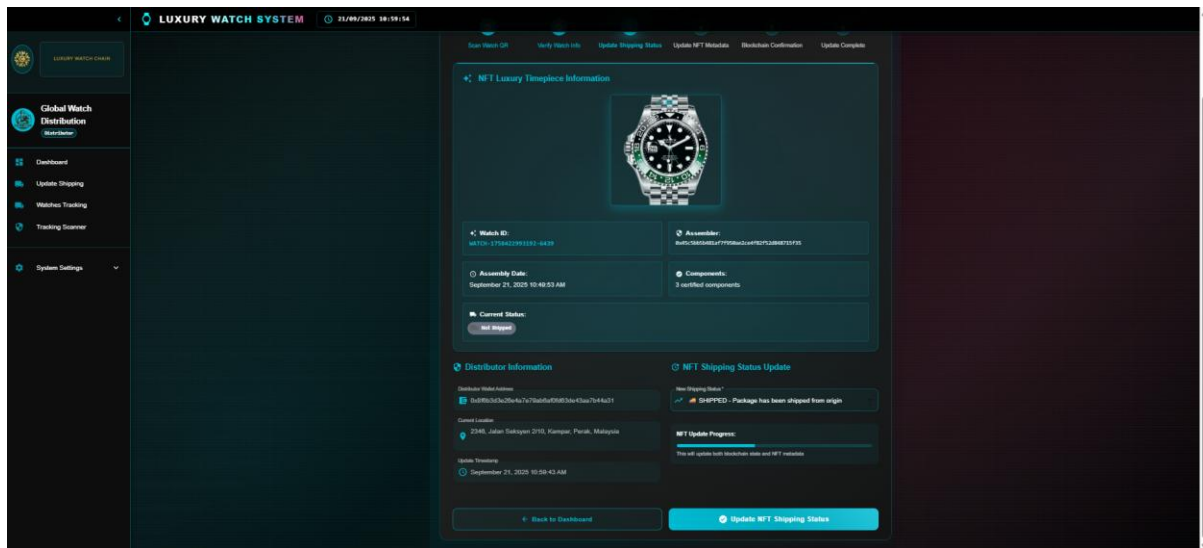 LUXURY WATCH SYSTEM
21/09/2025 10:59:54
LUXURY WATCH CHAIN
Global Watch
Distribution
Distributor
Dashboard
Update Shipping
Watches Tracking
Tracking Scanner
System Settings
Scan Watch QR
Verify Watch Info
Update Shipping Status
Update NFT Metadata
Blockchain Confirmation
Update Complete
NFT Luxury Timepiece Information
Watch ID:
WATCH-1758422993192-6439
Assembler:
Assembly Date:
September 21, 2025 10:49:53 AM
Components:
3 certified components
Current Status:
Not Shipped
Distributor Information
Distributor Wallet Address
Current Location
2346, Jalan Seksyen 2/10, Kampar, Perak, Malaysia
Update Timestamp
September 21, 2025 10:59:43 AM
NFT Shipping Status Update
New Shipping Status *
SHIPPED - Package has been shipped from origin
NFT Update Progress:
This will update both blockchain state and NFT metadata
Back to Dashboard
Update NFT Shipping Status